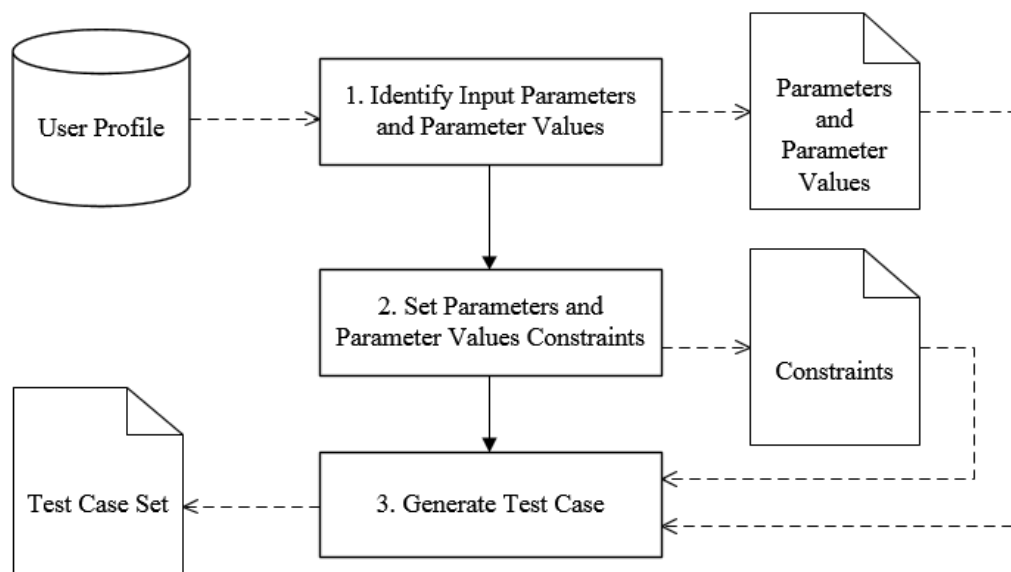 User Profile
1. Identify Input Parameters
and Parameter Values
Parameters
and
Parameter
Values
2. Set Parameters and
Parameter Values Constraints
Constraints
Test Case Set
3. Generate Test Case